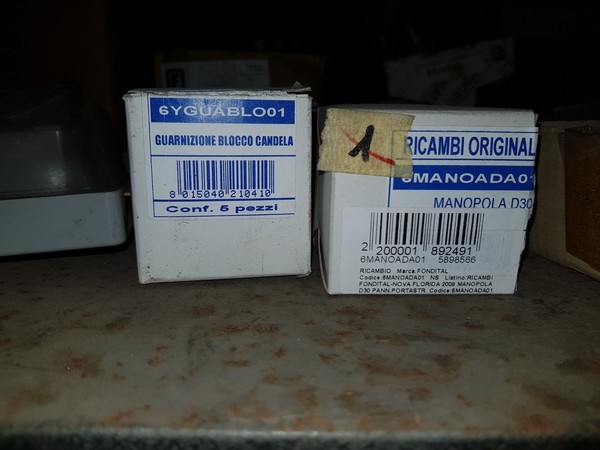 6YGUABLO01
GUARNIZIONE BLOCCO CANDELA
8 015040 210410
Conf. 5 pezzi
1
RICAMBI ORIGINAL
6MANOADA01
MANOPOLA D30
2 200001 892491
6MANOADA01 5898566
RICAMBIO Marca:FONDITAL
Codice:6MANOADA01 NS Listino:RICAMBI
FONDITAL-NOVA FLORIDA 2008 MANOPOLA
D30 PANN.PORTASTR. Codice:6MANOADA01